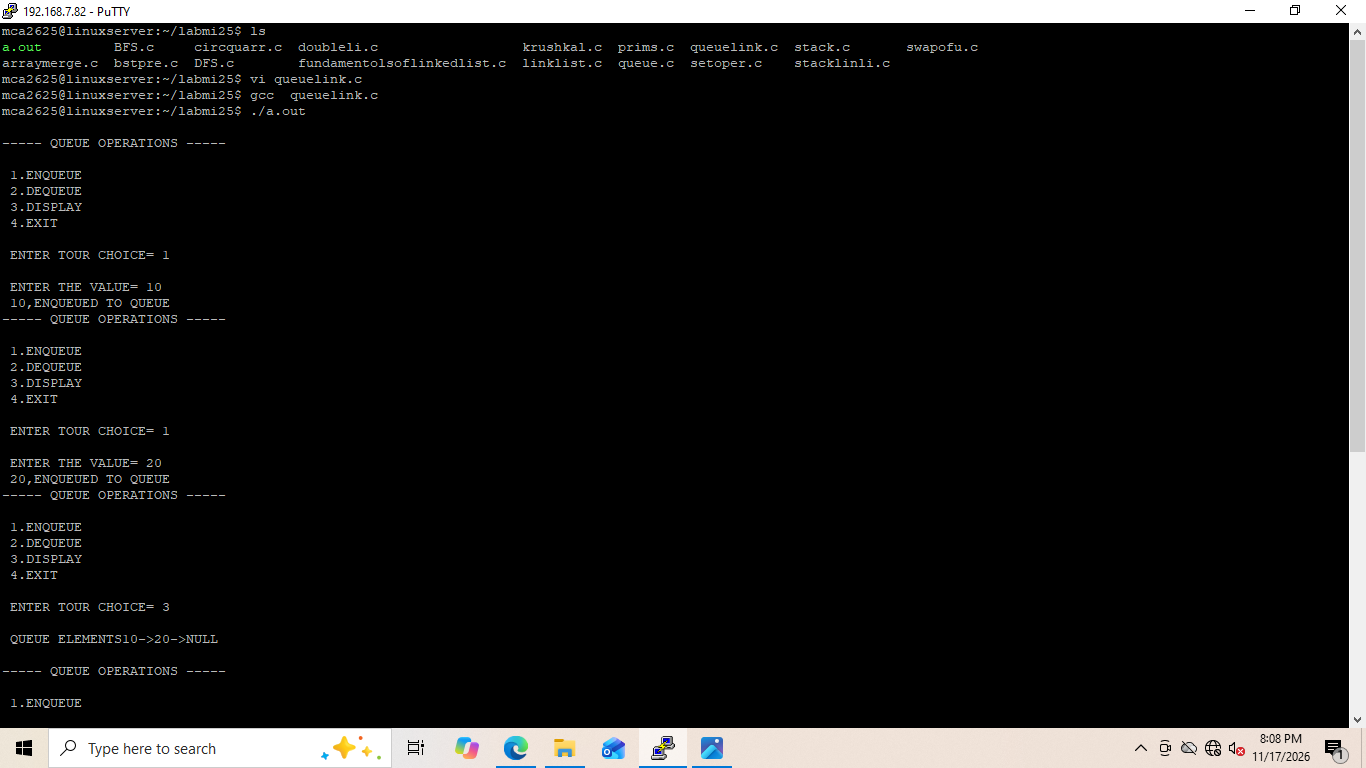 192.168.7.82 - PuTTY
mca2625@linuxserver:~/labmi25$ ls
a.out BFS.c circquarr.c doubleli.c krushkal.c prims.c queuelink.c stack.c swapofu.c
arraymerge.c bstpre.c DFS.c fundamentolsoflinkedlist.c linklist.c queue.c setoper.c stacklinli.c
mca2625@linuxserver:~/labmi25$ vi queuelink.c
mca2625@linuxserver:~/labmi25$ gcc  queuelink.c
mca2625@linuxserver:~/labmi25$ ./a.out
----- QUEUE OPERATIONS -----
1.ENQUEUE
2.DEQUEUE
3.DISPLAY
4.EXIT
ENTER TOUR CHOICE= 1
ENTER THE VALUE= 10
10,ENQUEUED TO QUEUE
----- QUEUE OPERATIONS -----
1.ENQUEUE
2.DEQUEUE
3.DISPLAY
4.EXIT
ENTER TOUR CHOICE= 1
ENTER THE VALUE= 20
20,ENQUEUED TO QUEUE
----- QUEUE OPERATIONS -----
1.ENQUEUE
2.DEQUEUE
3.DISPLAY
4.EXIT
ENTER TOUR CHOICE= 3
QUEUE ELEMENTS10->20->NULL
----- QUEUE OPERATIONS -----
1.ENQUEUE
Type here to search
8:08 PM
11/17/2026
1